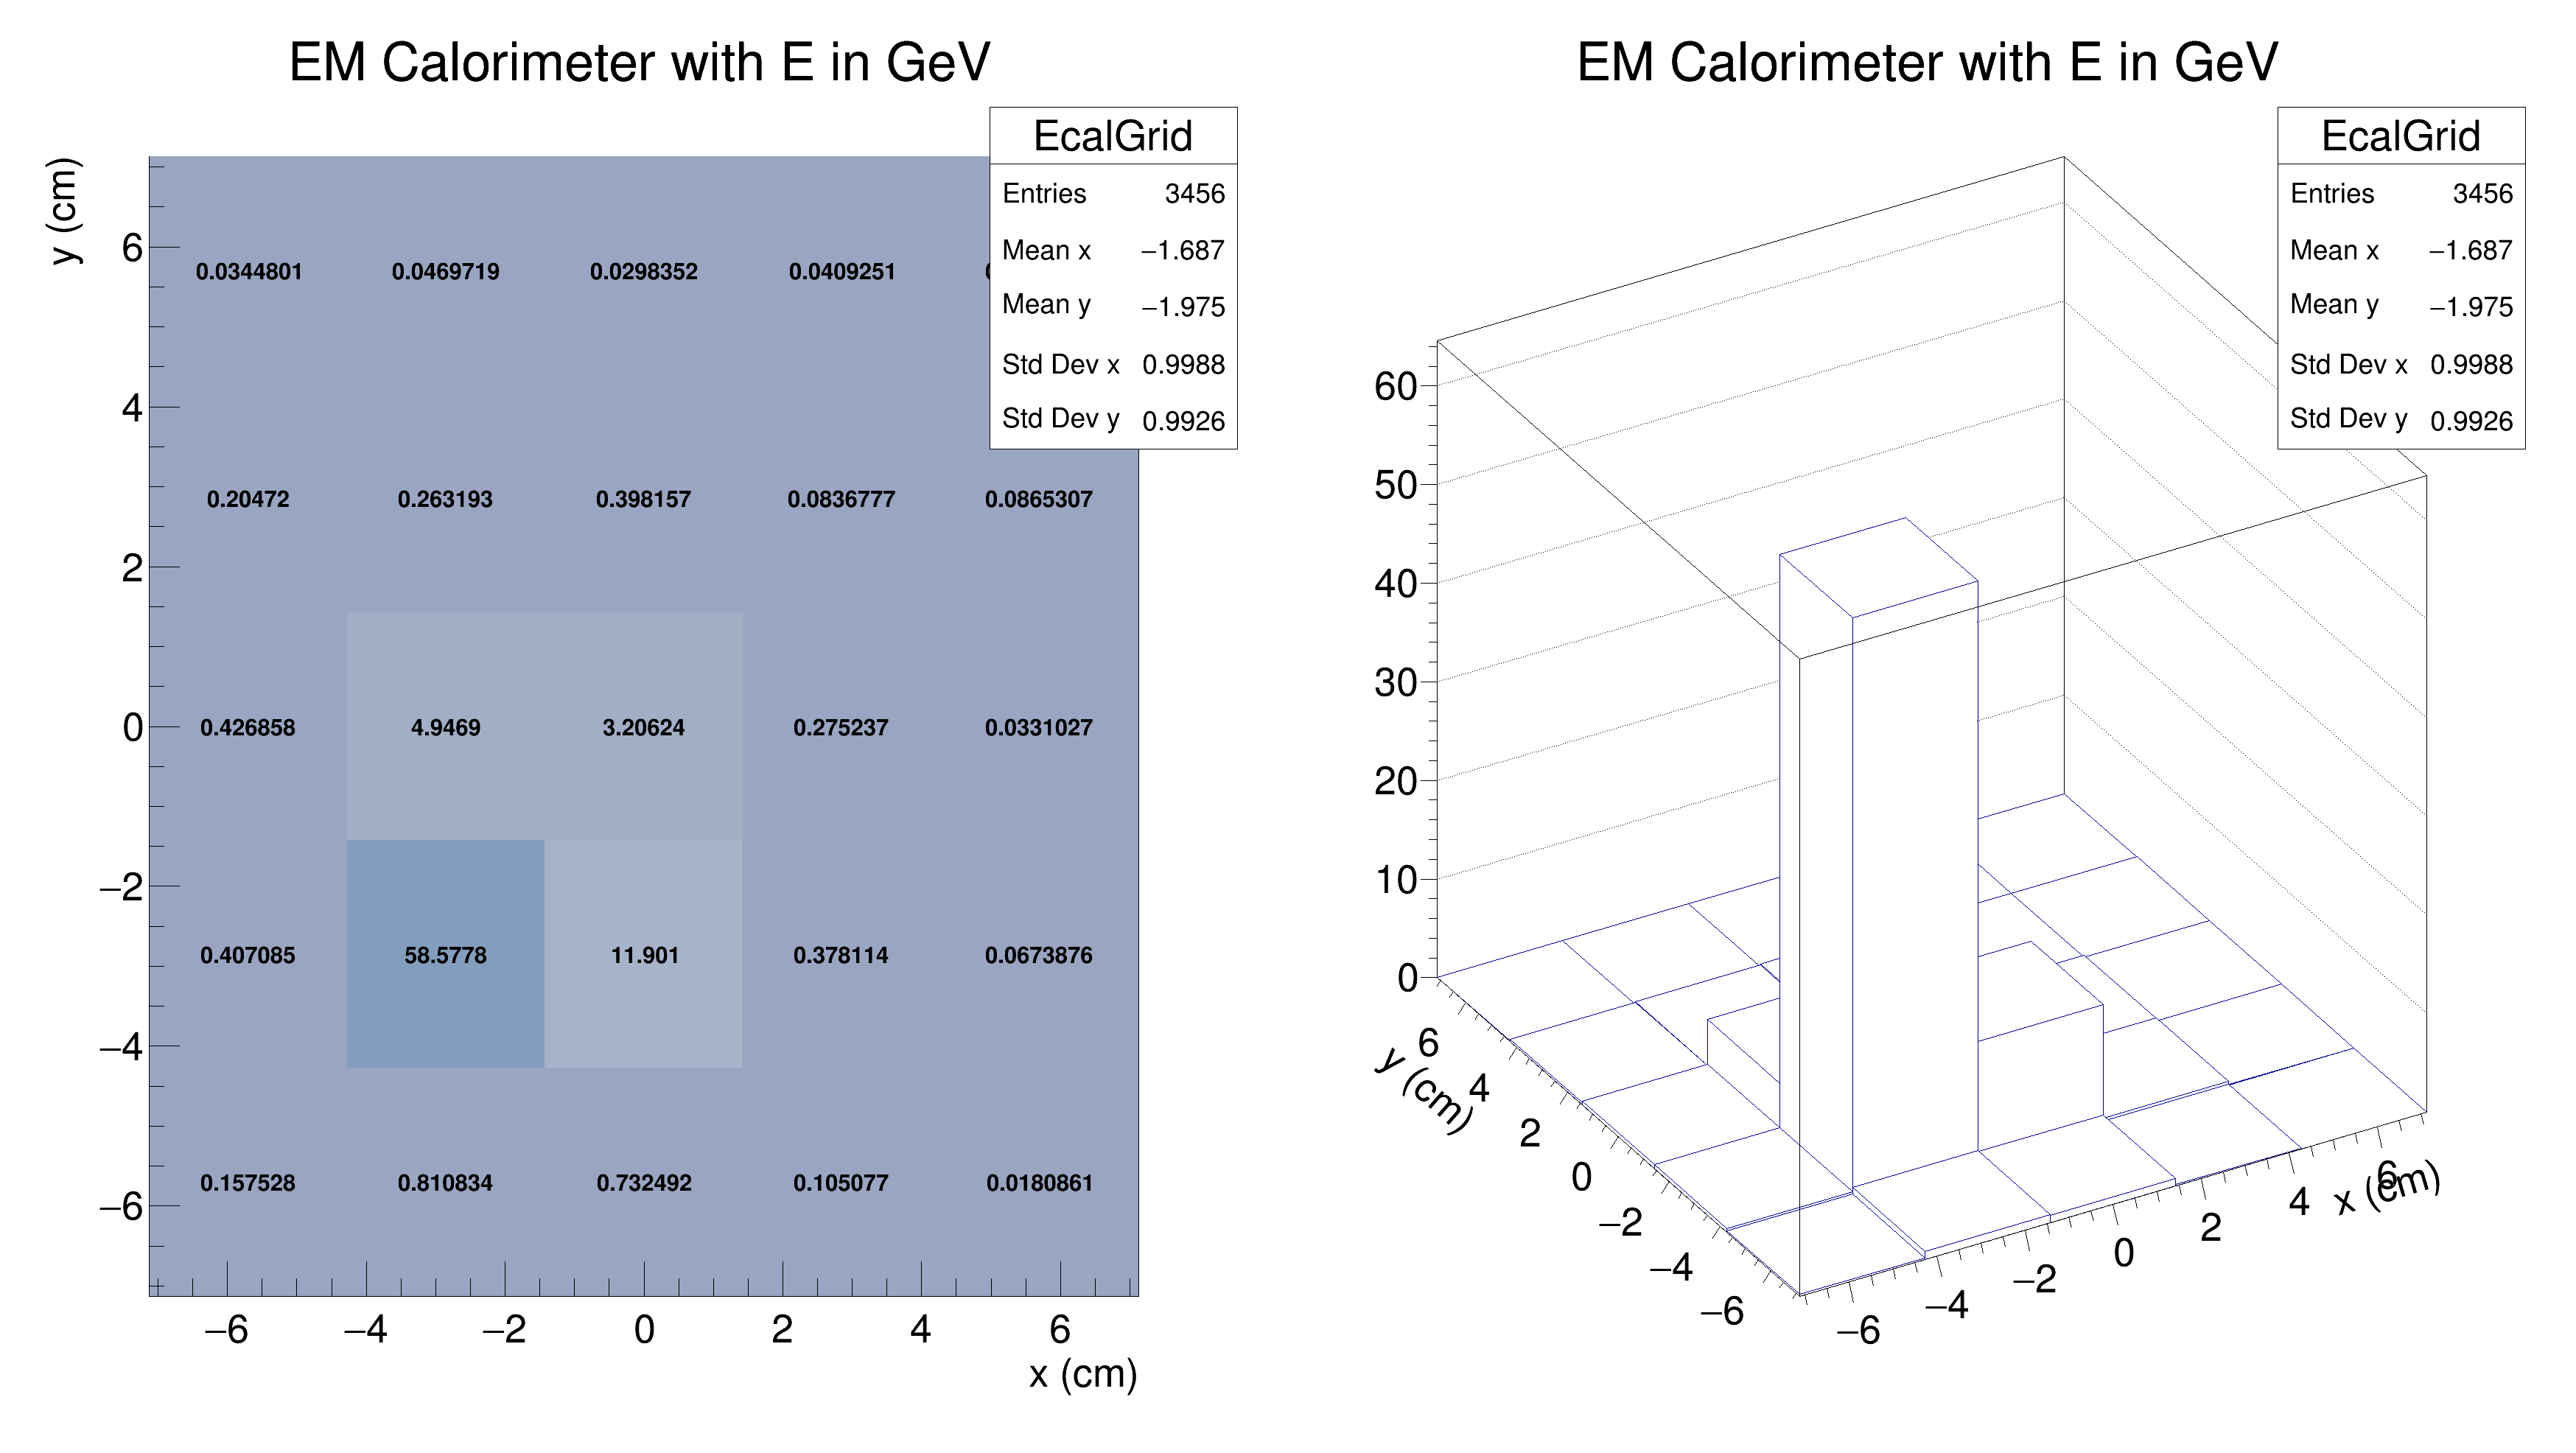 EM Calorimeter with E in GeV
EcalGrid
Entries 3456
Mean x −1.687
Mean y −1.975
Std Dev x 0.9988
Std Dev y 0.9926
y (cm)
6
4
2
0
−2
−4
−6
0.0344801 0.0469719 0.0298352 0.0409251
0.20472 0.263193 0.398157 0.0836777 0.0865307
0.426858 4.9469 3.20624 0.275237 0.0331027
0.407085 58.5778 11.901 0.378114 0.0673876
0.157528 0.810834 0.732492 0.105077 0.0180861
−6 −4 −2 0 2 4 6
x (cm)
EM Calorimeter with E in GeV
EcalGrid
Entries 3456
Mean x −1.687
Mean y −1.975
Std Dev x 0.9988
Std Dev y 0.9926
60
50
40
30
20
10
0
y (cm)
6
4
2
0
−2
−4
−6
−6 −4 −2 0 2 4 6
x (cm)